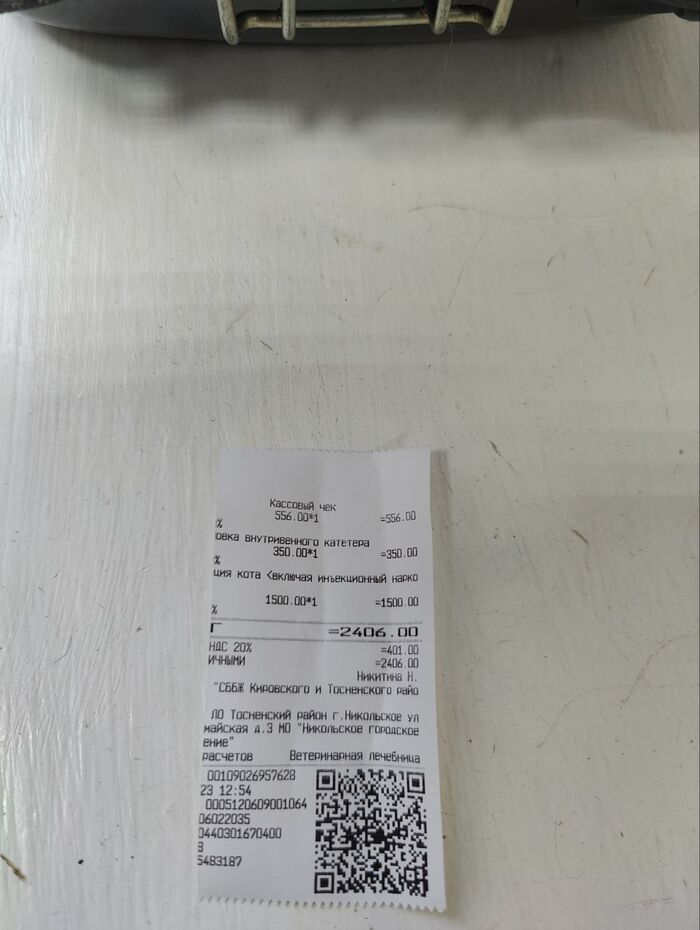 Кассовый чек
556.00*1 =556.00
%
овка внутривенного катетера
350.00*1 =350.00
%
ция кота <включая инъекционный нарко
1500.00*1 =1500.00
%
Г =2406.00
НДС 20% =401.00
ИЧНЫМИ =2406.00
Никитина Н.
"СББЖ Кировского и Тосненского райо
ЛО Тосненский район г.Никольское ул
майская д.3 МО "Никольское городское
ение"
расчетов Ветеринарная лечебница
00109026957628
23 12:54
0005120609001064
06022035
0440301670400
8
5483187